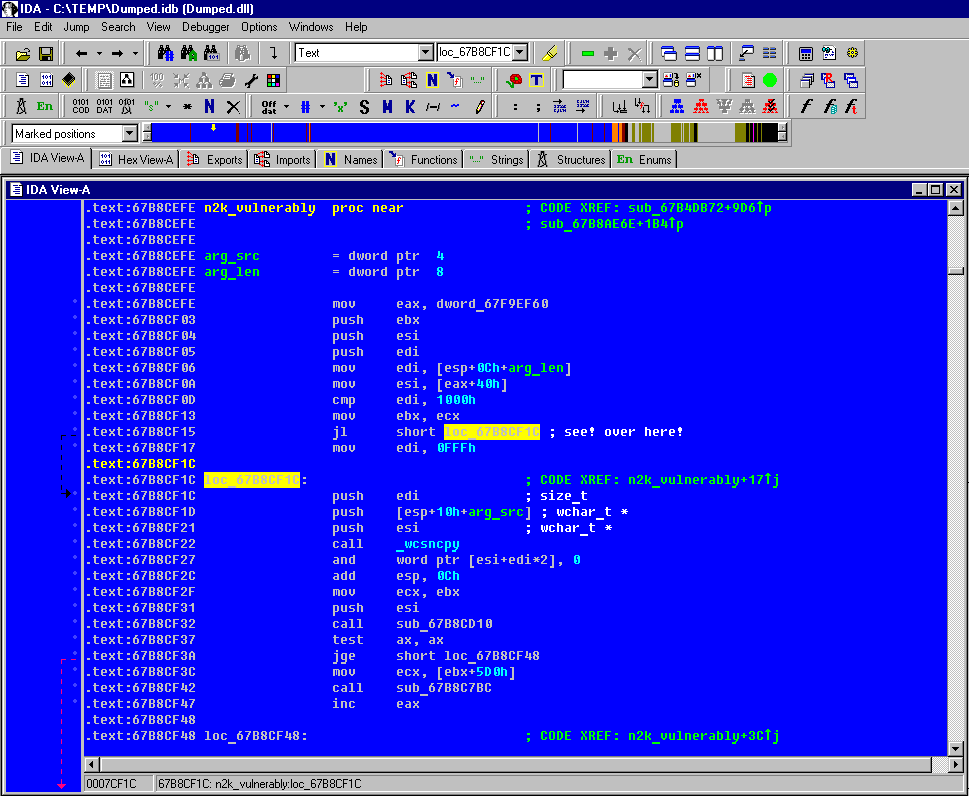 IDA - C:\TEMP\Dumped.idb (Dumped.dll)
File Edit Jump Search View Debugger Options Windows Help
Text loc_67B8CF1C
En 0101 COD 0101 DAT "s" * N Off dat # 'x' S M K : ;
Marked positions
IDA View-A Hex View-A Exports Imports N Names Functions Strings Structures En Enums
IDA View-A
.text:67B8CEFE n2k_vulnerably proc near ; CODE XREF: sub_67B4DB72+9D6↑p
.text:67B8CEFE ; sub_67B8AE6E+1B4↑p
.text:67B8CEFE
.text:67B8CEFE arg_src = dword ptr 4
.text:67B8CEFE arg_len = dword ptr 8
.text:67B8CEFE
.text:67B8CEFE mov eax, dword_67F9EF60
.text:67B8CF03 push ebx
.text:67B8CF04 push esi
.text:67B8CF05 push edi
.text:67B8CF06 mov edi, [esp+0Ch+arg_len]
.text:67B8CF0A mov esi, [eax+40h]
.text:67B8CF0D cmp edi, 1000h
.text:67B8CF13 mov ebx, ecx
.text:67B8CF15 jl short loc_67B8CF1C ; see! over here!
.text:67B8CF17 mov edi, 0FFFh
.text:67B8CF1C
.text:67B8CF1C loc_67B8CF1C: ; CODE XREF: n2k_vulnerably+17↑j
.text:67B8CF1C push edi ; size_t
.text:67B8CF1D push [esp+10h+arg_src] ; wchar_t *
.text:67B8CF21 push esi ; wchar_t *
.text:67B8CF22 call _wcsncpy
.text:67B8CF27 and word ptr [esi+edi*2], 0
.text:67B8CF2C add esp, 0Ch
.text:67B8CF2F mov ecx, ebx
.text:67B8CF31 push esi
.text:67B8CF32 call sub_67B8CD10
.text:67B8CF37 test ax, ax
.text:67B8CF3A jge short loc_67B8CF48
.text:67B8CF3C mov ecx, [ebx+5D0h]
.text:67B8CF42 call sub_67B8C7BC
.text:67B8CF47 inc eax
.text:67B8CF48
.text:67B8CF48 loc_67B8CF48: ; CODE XREF: n2k_vulnerably+3C↑j
0007CF1C 67B8CF1C: n2k_vulnerably:loc_67B8CF1C